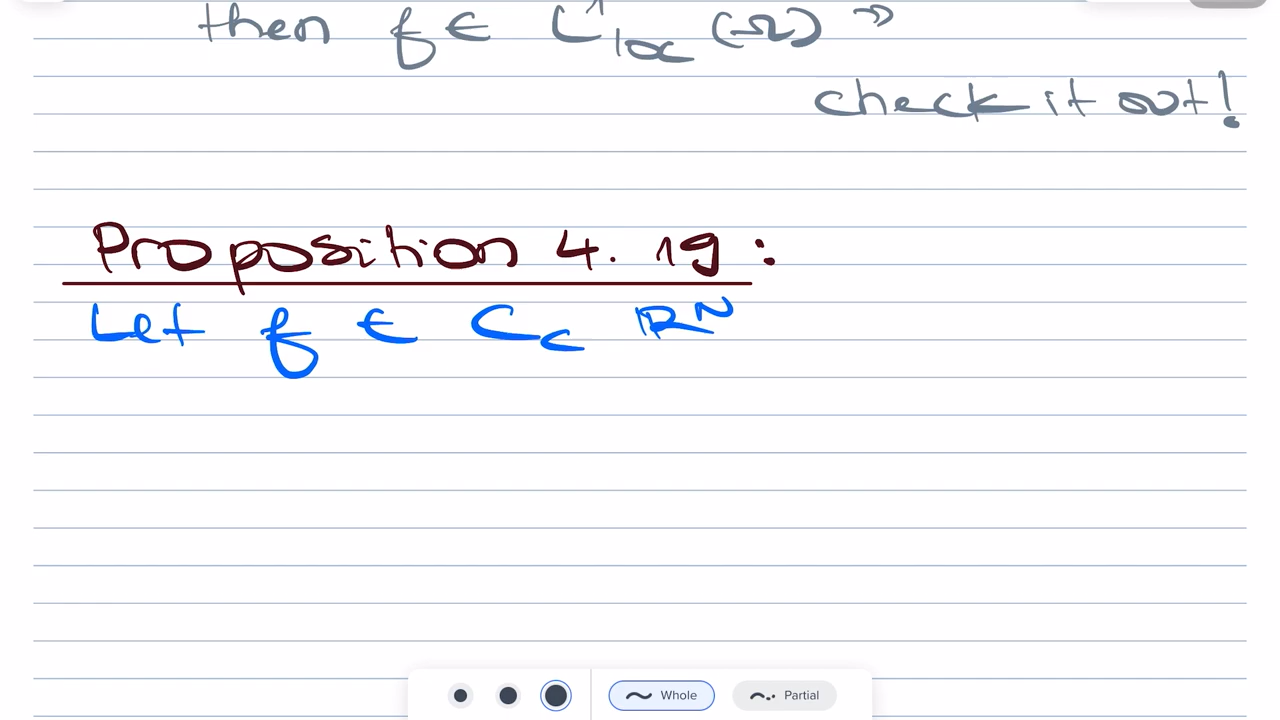 then f ∈ L¹loc (Ω) »
check it out!
Proposition 4. 19 :
Let f ∈ Cc ℝᴺ
Whole Partial